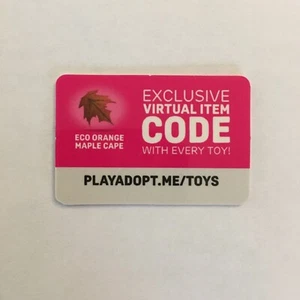 EXCLUSIVE
VIRTUAL ITEM
CODE
WITH EVERY TOY!
ECO ORANGE
MAPLE CAPE
PLAYADOPT.ME/TOYS